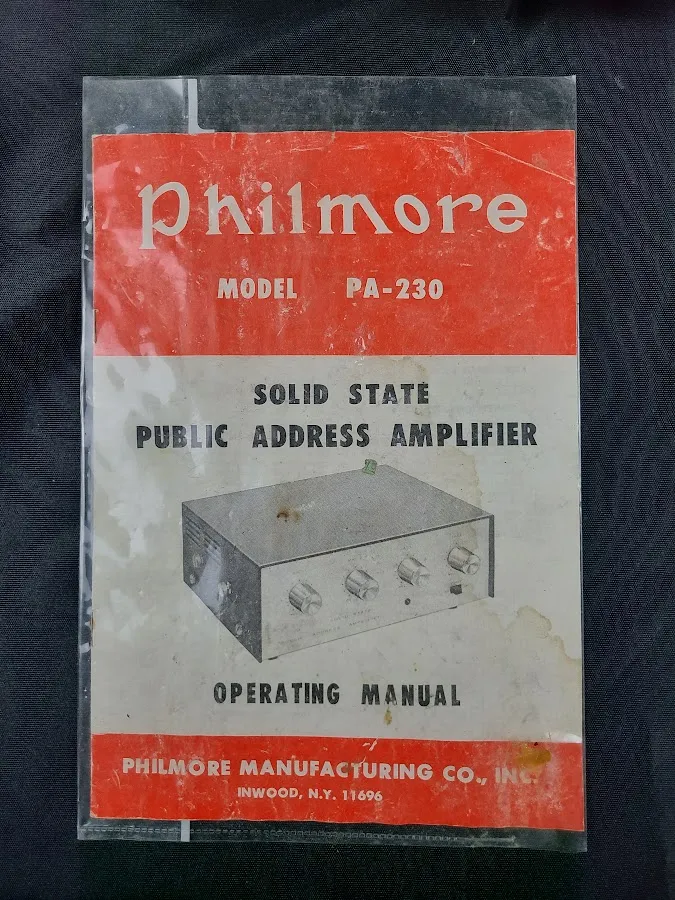 Philmore
MODEL PA-230
SOLID STATE
PUBLIC ADDRESS AMPLIFIER
OPERATING MANUAL
PHILMORE MANUFACTURING CO., INC.
INWOOD, N.Y. 11696